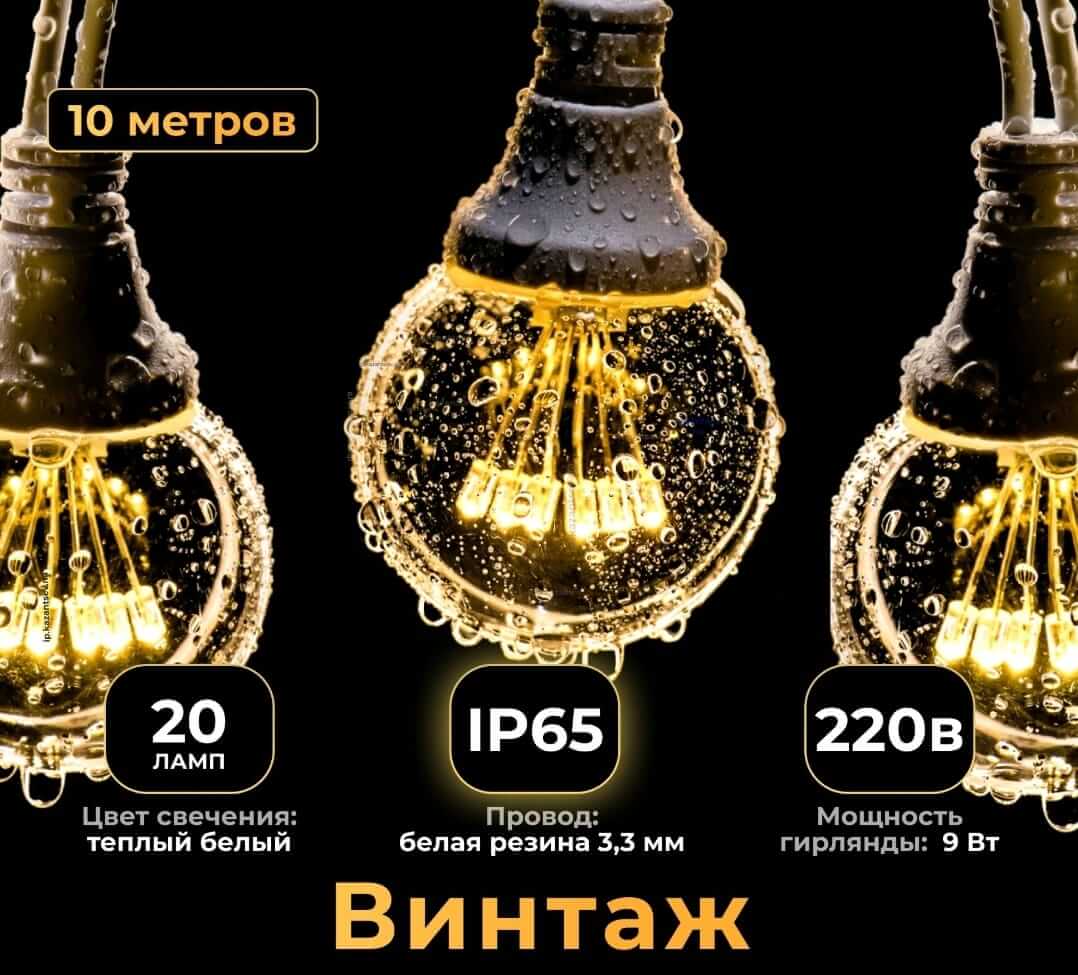 10 метров
20
ЛАМП
IP65
220в
Цвет свечения:
теплый белый
Провод:
белая резина 3,3 мм
Мощность
гирлянды: 9 Вт
Винтаж